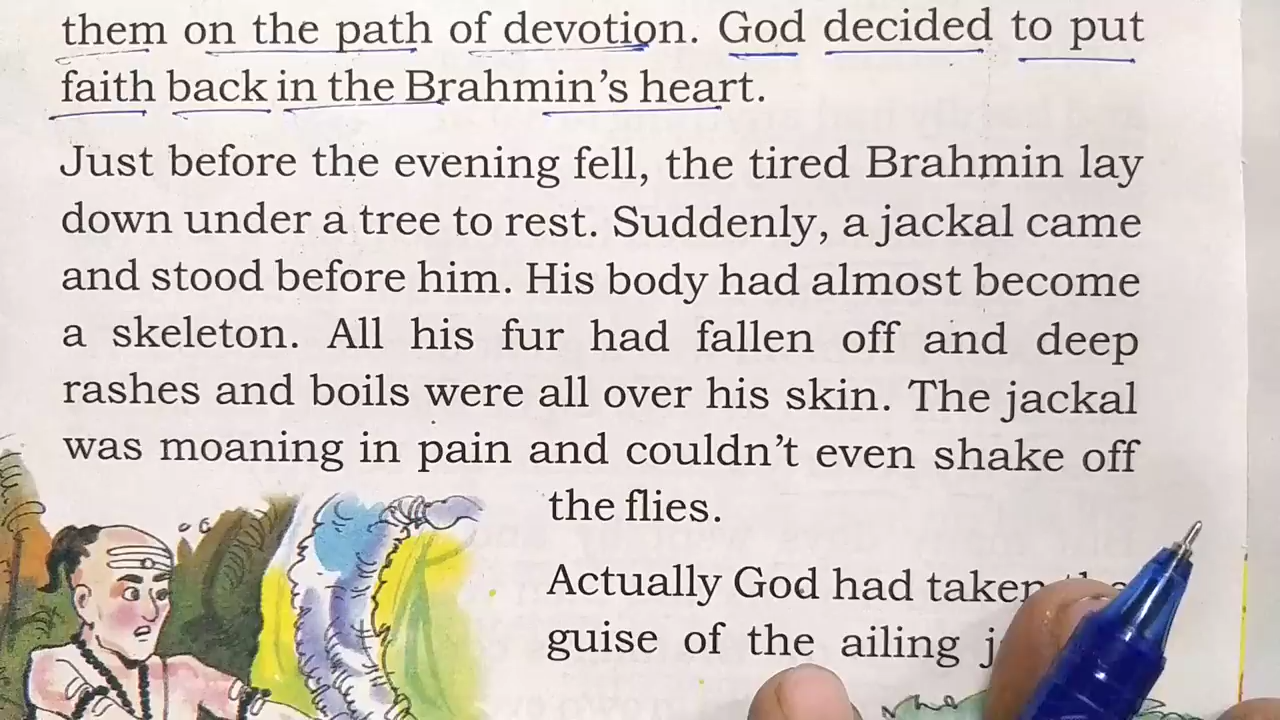 them on the path of devotion. God decided to put
faith back in the Brahmin's heart.
Just before the evening fell, the tired Brahmin lay
down under a tree to rest. Suddenly, a jackal came
and stood before him. His body had almost become
a skeleton. All his fur had fallen off and deep
rashes and boils were all over his skin. The jackal
was moaning in pain and couldn't even shake off
the flies.
Actually God had taken
guise of the ailing